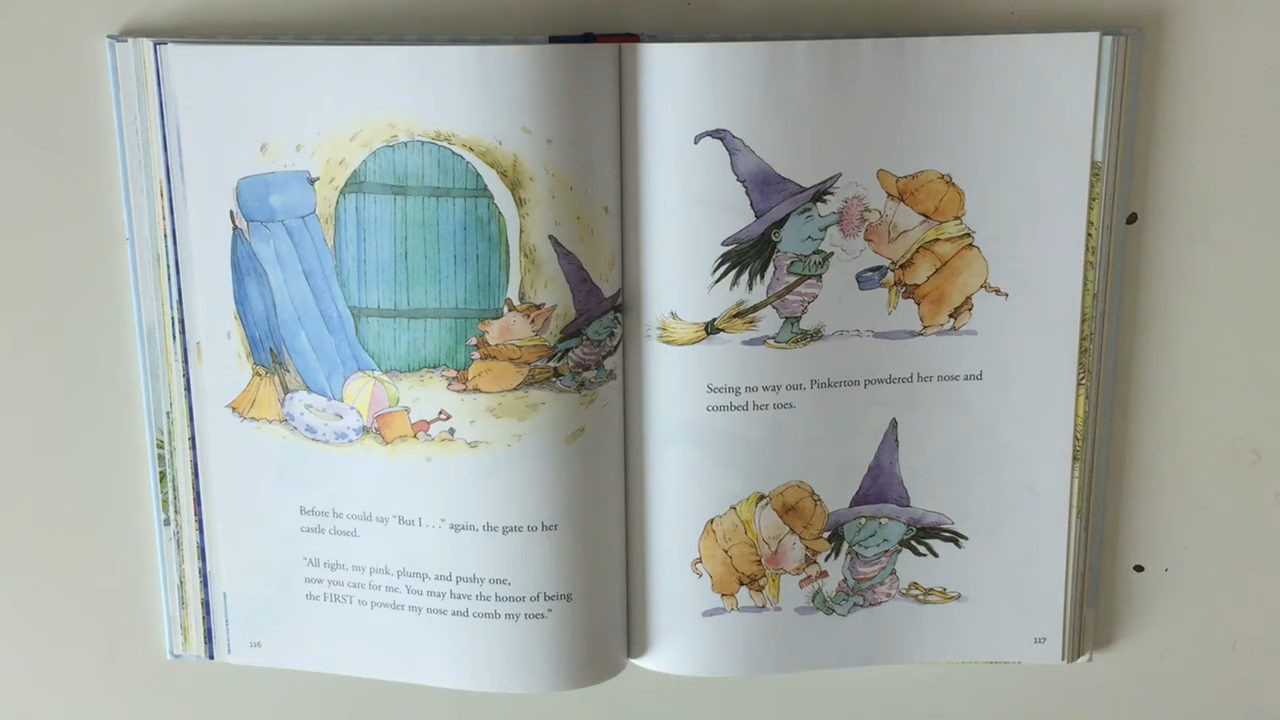 Before he could say “But I . . .” again, the gate to her
castle closed.
“All right, my pink, plump, and pushy one,
now you care for me. You may have the honor of being
the FIRST to powder my nose and comb my toes.”
116
Seeing no way out, Pinkerton powdered her nose and
combed her toes.
117